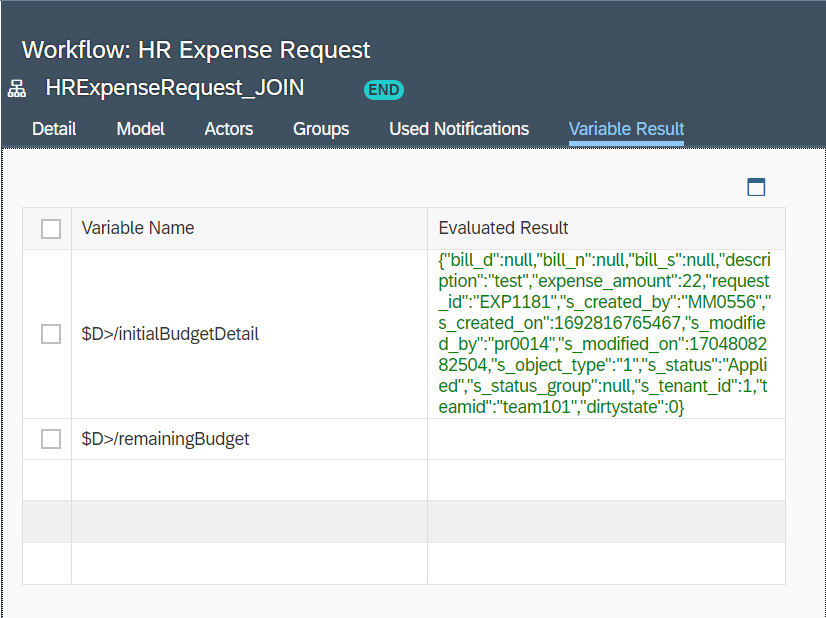 Workflow: HR Expense Request
HRExpenseRequest_JOIN END
Detail Model Actors Groups Used Notifications Variable Result
Variable Name Evaluated Result
{"bill_d":null,"bill_n":null,"bill_s":null,"descri
ption":"test","expense_amount":22,"request
_id":"EXP1181","s_created_by":"MM0556","
s_created_on":1692816765467,"s_modifie
$D>/initialBudgetDetail
d_by":"pr0014","s_modified_on":17048082
82504,"s_object_type":"1","s_status":"Appli
ed","s_status_group":null,"s_tenant_id":1,"t
eamid":"team101","dirtystate":0}
$D>/remainingBudget